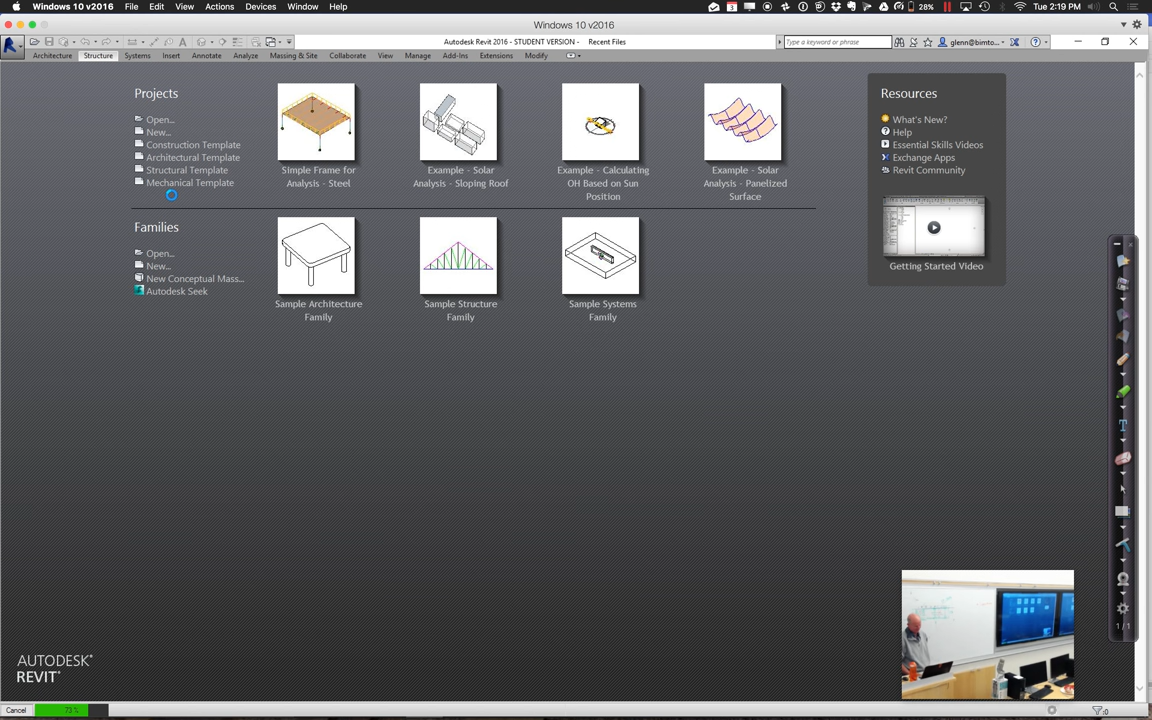 Windows 10 v2016 File Edit View Actions Devices Window Help 28% Tue 2:19 PM
Windows 10 v2016
Autodesk Revit 2016 - STUDENT VERSION - Recent Files Type a keyword or phrase glenn@bimto...
Architecture Structure Systems Insert Annotate Analyze Massing & Site Collaborate View Manage Add-Ins Extensions Modify
Projects
Open...
New...
Construction Template
Architectural Template
Structural Template
Mechanical Template
Simple Frame for
Analysis - Steel
Example - Solar
Analysis - Sloping Roof
Example - Calculating
OH Based on Sun
Position
Example - Solar
Analysis - Panelized
Surface
Families
Open...
New...
New Conceptual Mass...
Autodesk Seek
Sample Architecture
Family
Sample Structure
Family
Sample Systems
Family
Resources
What's New?
Help
Essential Skills Videos
Exchange Apps
Revit Community
Getting Started Video
1 / 1
AUTODESK®
REVIT®
Cancel 73 % :0